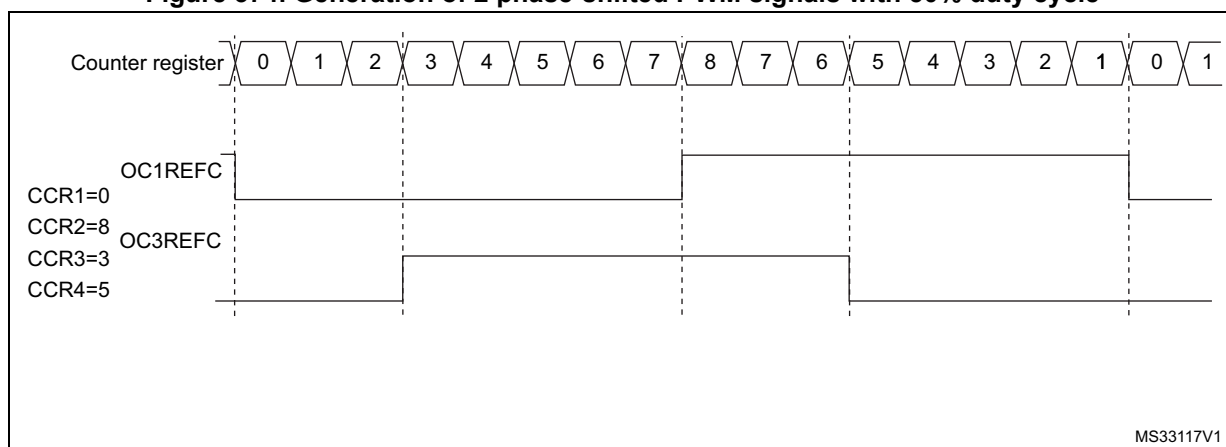 Figure 374. Generation of 2 phase-shifted PWM signals with 50% duty cycle
Counter register 0 1 2 3 4 5 6 7 8 7 6 5 4 3 2 1 0 1
OC1REFC
CCR1=0
CCR2=8
OC3REFC
CCR3=3
CCR4=5
MS33117V1